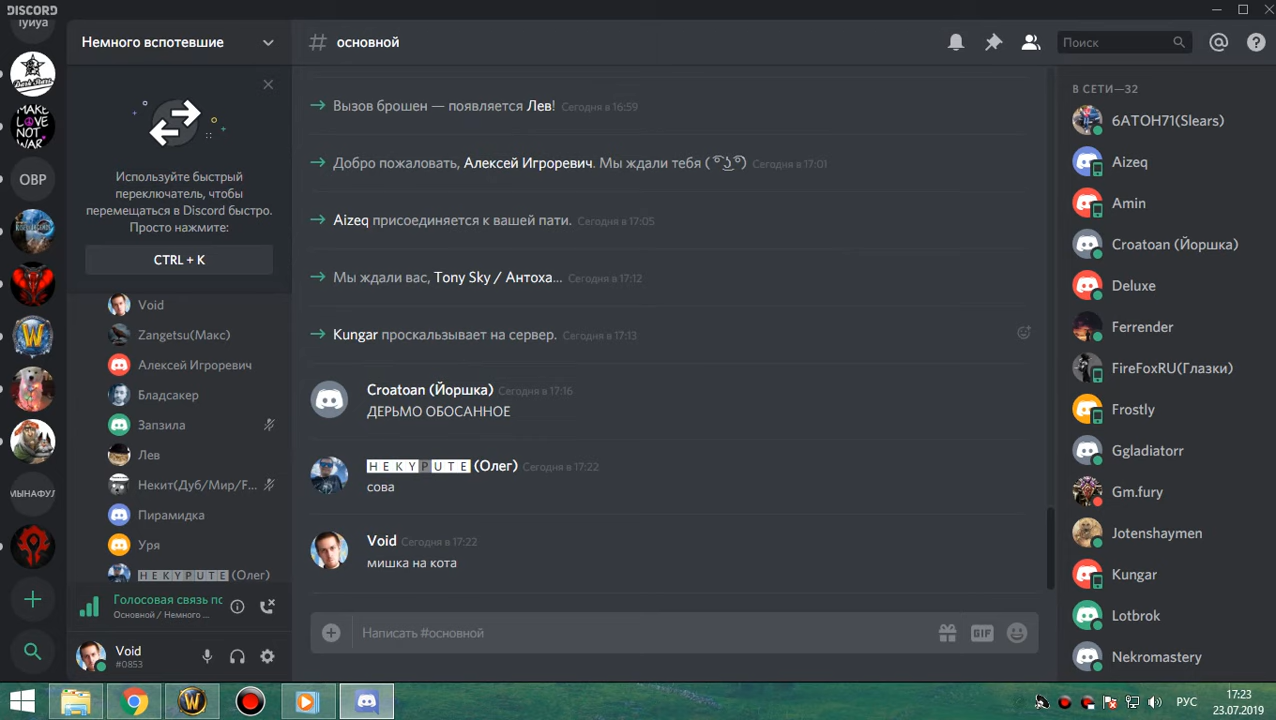 DISCORD
Немного вспотевшие
# основной
Поиск
Используйте быстрый
переключатель, чтобы
перемещаться в Discord быстро.
Просто нажмите:
CTRL + K
MAKE
LOVE
NOT
WAR
ОВР
МЫНАФУЛ
Void
Zangetsu(Макс)
Алексей Игроревич
Бладсакер
Запзила
Лев
Некит(Дуб/Мир/F...
Пирамидка
Уря
HEKYPUTE (Олег)
Голосовая связь по
Основной / Немного ...
Void
#0853
Вызов брошен — появляется Лев! Сегодня в 16:59
Добро пожаловать, Алексей Игроревич. Мы ждали тебя ( ͡° ͜ʖ ͡°) Сегодня в 17:01
Aizeq присоединяется к вашей пати. Сегодня в 17:05
Мы ждали вас, Tony Sky / Антоха... Сегодня в 17:12
Kungar проскальзывает на сервер. Сегодня в 17:13
Croatoan (Йоршка) Сегодня в 17:16
ДЕРЬМО ОБОСАННОЕ
HEKYPUTE (Олег) Сегодня в 17:22
сова
Void Сегодня в 17:22
мишка на кота
Написать #основной
GIF
В СЕТИ—32
6ATOH71(Slears)
Aizeq
Amin
Croatoan (Йоршка)
Deluxe
Ferrender
FireFoxRU(Глазки)
Frostly
Ggladiatorr
Gm.fury
Jotenshaymen
Kungar
Lotbrok
Nekromastery
РУС
17:23
23.07.2019